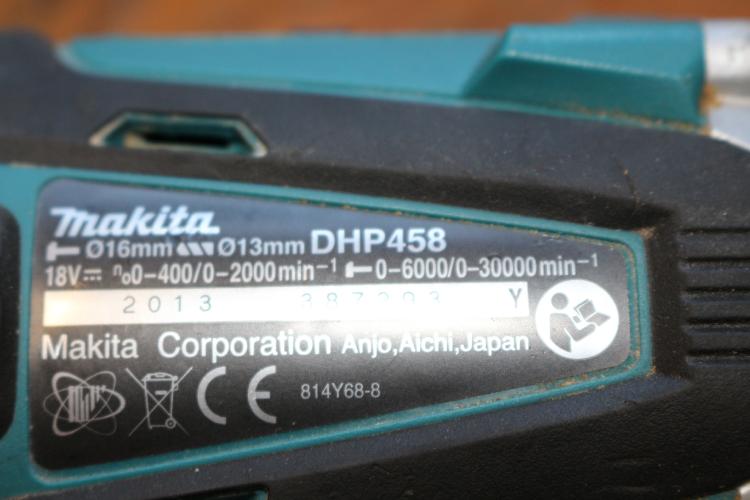 makita
Ø16mm Ø13mm DHP458
18V⎓ n₀0-400/0-2000min⁻¹ 0-6000/0-30000min⁻¹
2013 Y
Makita Corporation Anjo,Aichi,Japan
CE 814Y68-8